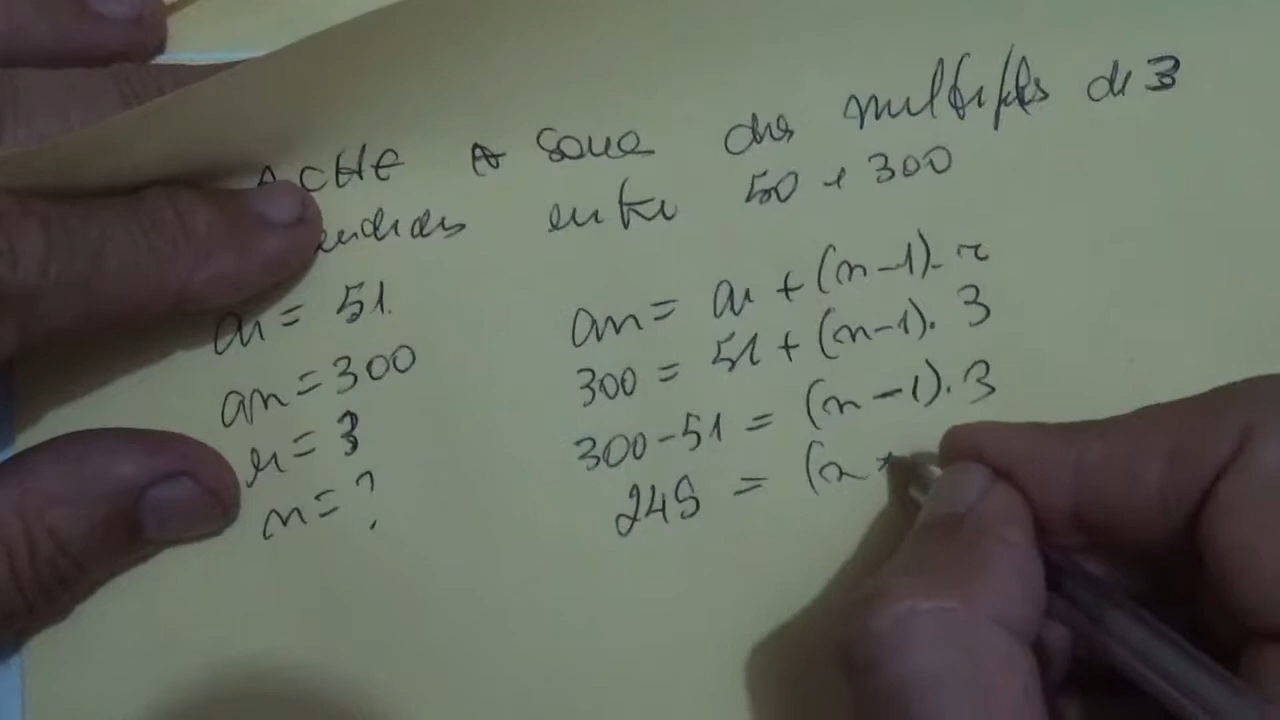 ACHE A soma dos multiplos de 3
entre 50 e 300
a1 = 51.
an = 300
r = 3
n = ?
an = a1 + (n-1). r
300 = 51 + (n-1). 3
300-51 = (n-1). 3
249 = (n